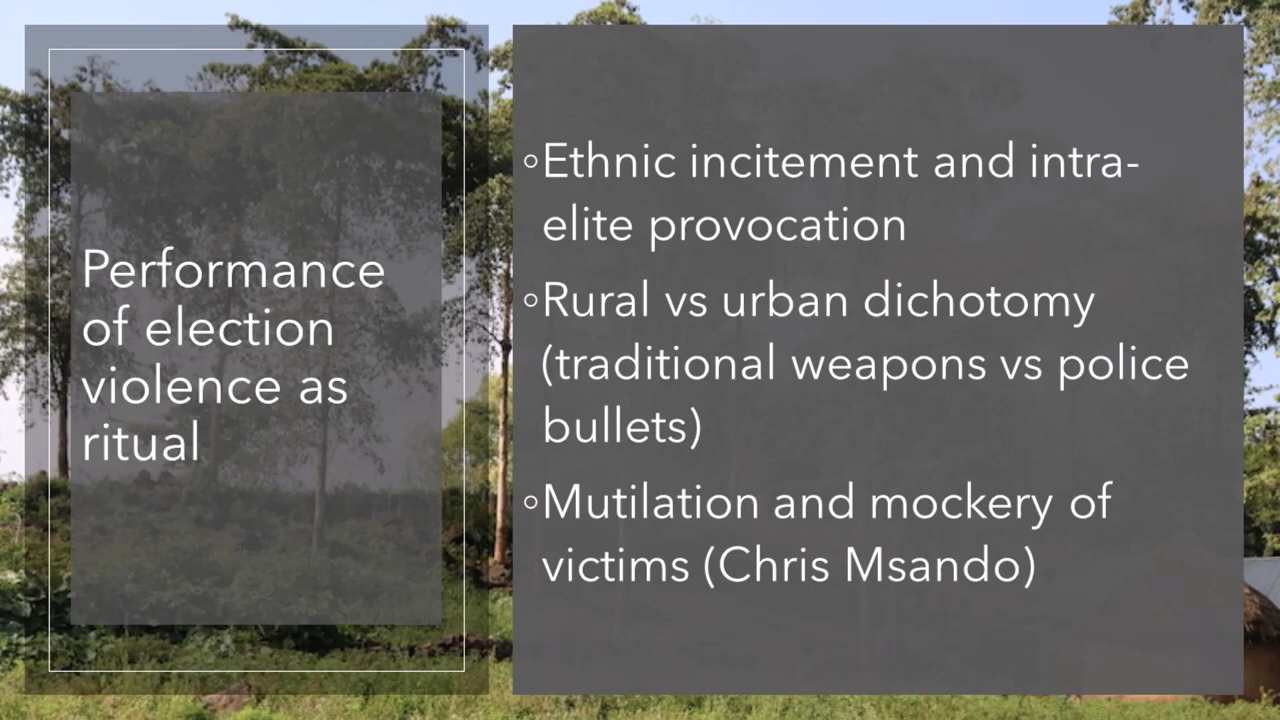 Performance
of election
violence as
ritual
◦Ethnic incitement and intra-
elite provocation
◦Rural vs urban dichotomy
(traditional weapons vs police
bullets)
◦Mutilation and mockery of
victims (Chris Msando)